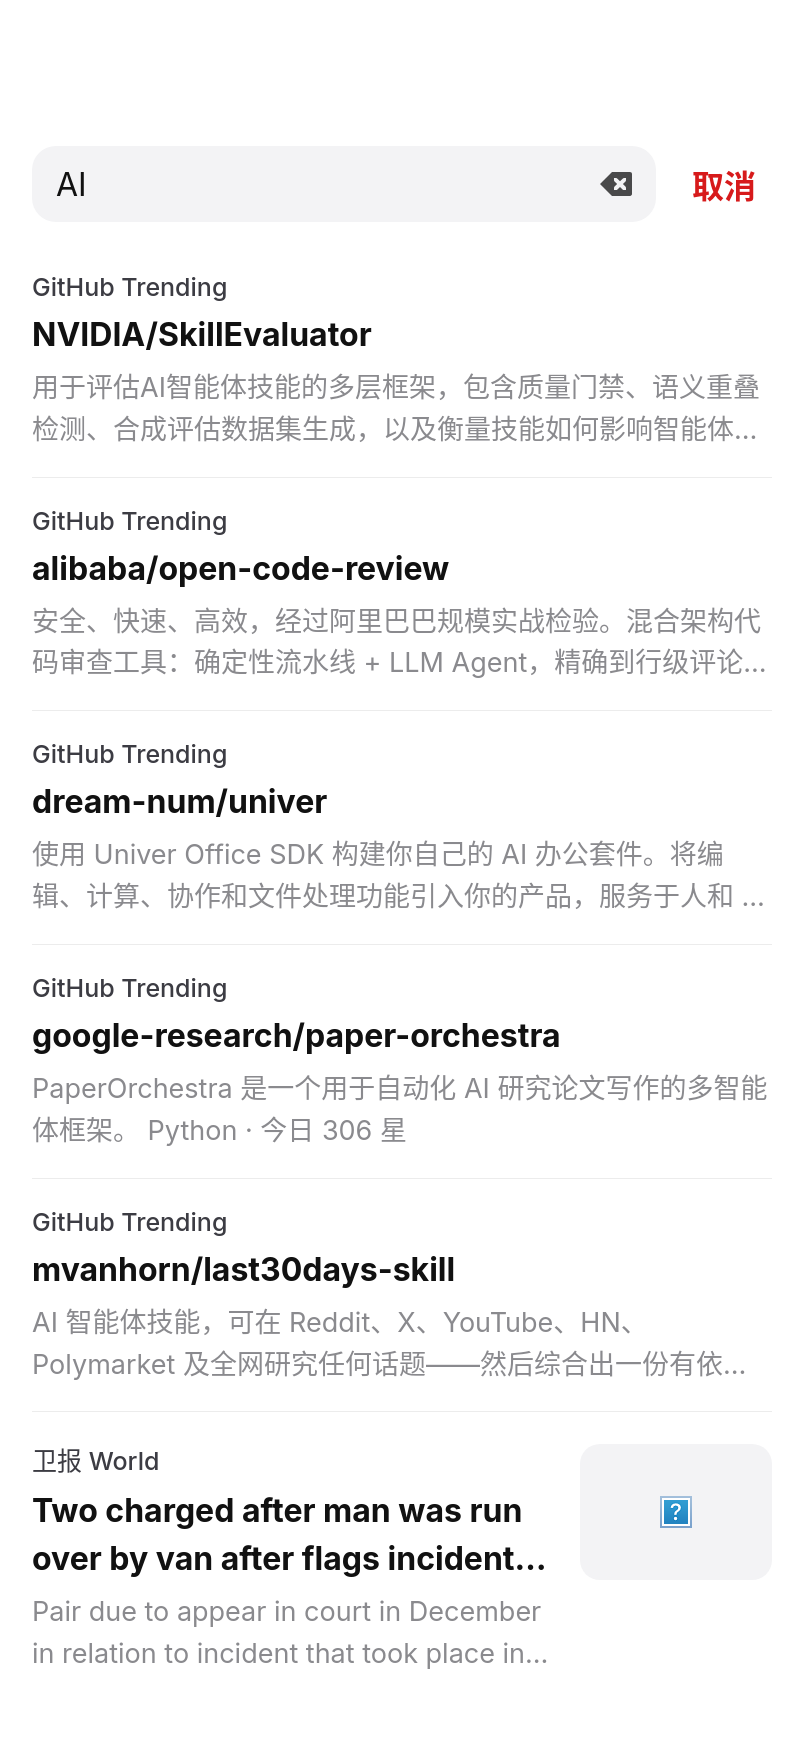 AI
取消
GitHub Trending
NVIDIA/SkillEvaluator
用于评估AI智能体技能的多层框架，包含质量门禁、语义重叠
检测、合成评估数据集生成，以及衡量技能如何影响智能体...
GitHub Trending
alibaba/open-code-review
安全、快速、高效，经过阿里巴巴规模实战检验。混合架构代
码审查工具：确定性流水线 + LLM Agent，精确到行级评论...
GitHub Trending
dream-num/univer
使用 Univer Office SDK 构建你自己的 AI 办公套件。将编
辑、计算、协作和文件处理功能引入你的产品，服务于人和 ...
GitHub Trending
google-research/paper-orchestra
PaperOrchestra 是一个用于自动化 AI 研究论文写作的多智能
体框架。 Python · 今日 306 星
GitHub Trending
mvanhorn/last30days-skill
AI 智能体技能，可在 Reddit、X、YouTube、HN、
Polymarket 及全网研究任何话题——然后综合出一份有依...
卫报 World
Two charged after man was run
over by van after flags incident...
Pair due to appear in court in December
in relation to incident that took place in...